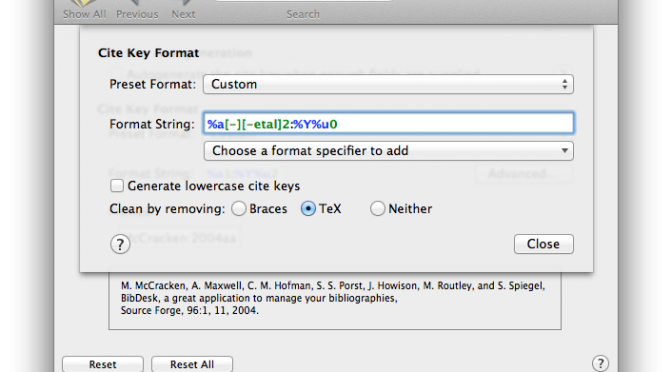 Show All Previous Next Search
Cite Key Format
Preset Format: Custom
Format String: %a[-][-etal]2:%Y%u0
Choose a format specifier to add
Generate lowercase cite keys
Clean by removing: Braces TeX Neither
? Close
M. McCracken, A. Maxwell, C. M. Hofman, S. S. Porst, J. Howison, M. Routley, and S. Spiegel,
BibDesk, a great application to manage your bibliographies,
Source Forge, 96:1, 11, 2004.
Reset Reset All ?